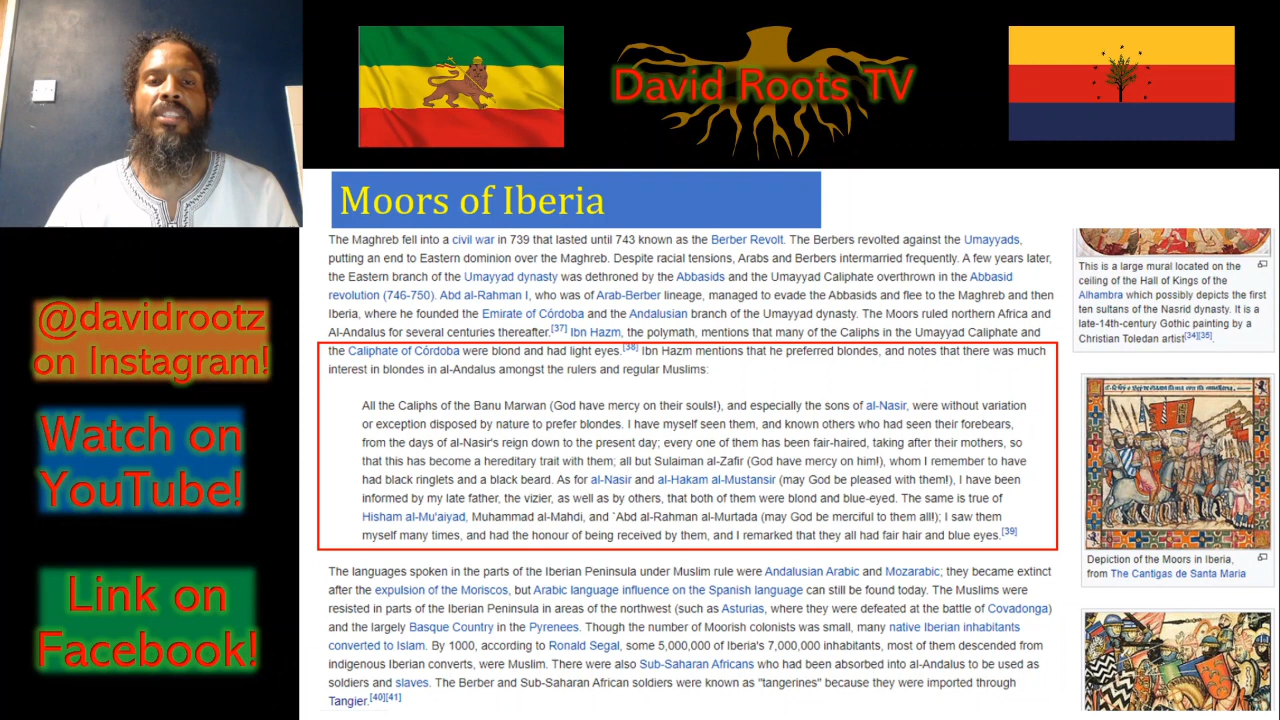 David Roots TV
Moors of Iberia
The Maghreb fell into a civil war in 739 that lasted until 743 known as the Berber Revolt. The Berbers revolted against the Umayyads,
putting an end to Eastern dominion over the Maghreb. Despite racial tensions, Arabs and Berbers intermarried frequently. A few years later,
the Eastern branch of the Umayyad dynasty was dethroned by the Abbasids and the Umayyad Caliphate overthrown in the Abbasid
revolution (746-750). Abd al-Rahman I, who was of Arab-Berber lineage, managed to evade the Abbasids and flee to the Maghreb and then
Iberia, where he founded the Emirate of Córdoba and the Andalusian branch of the Umayyad dynasty. The Moors ruled northern Africa and
Al-Andalus for several centuries thereafter.[37] Ibn Hazm, the polymath, mentions that many of the Caliphs in the Umayyad Caliphate and
the Caliphate of Córdoba were blond and had light eyes.[38] Ibn Hazm mentions that he preferred blondes, and notes that there was much
interest in blondes in al-Andalus amongst the rulers and regular Muslims:
All the Caliphs of the Banu Marwan (God have mercy on their souls!), and especially the sons of al-Nasir, were without variation
or exception disposed by nature to prefer blondes. I have myself seen them, and known others who had seen their forebears,
from the days of al-Nasir's reign down to the present day; every one of them has been fair-haired, taking after their mothers, so
that this has become a hereditary trait with them; all but Sulaiman al-Zafir (God have mercy on him!), whom I remember to have
had black ringlets and a black beard. As for al-Nasir and al-Hakam al-Mustansir (may God be pleased with them!), I have been
informed by my late father, the vizier, as well as by others, that both of them were blond and blue-eyed. The same is true of
Hisham al-Mu'aiyad, Muhammad al-Mahdi, and `Abd al-Rahman al-Murtada (may God be merciful to them all!); I saw them
myself many times, and had the honour of being received by them, and I remarked that they all had fair hair and blue eyes.[39]
The languages spoken in the parts of the Iberian Peninsula under Muslim rule were Andalusian Arabic and Mozarabic; they became extinct
after the expulsion of the Moriscos, but Arabic language influence on the Spanish language can still be found today. The Muslims were
resisted in parts of the Iberian Peninsula in areas of the northwest (such as Asturias, where they were defeated at the battle of Covadonga)
and the largely Basque Country in the Pyrenees. Though the number of Moorish colonists was small, many native Iberian inhabitants
converted to Islam. By 1000, according to Ronald Segal, some 5,000,000 of Iberia's 7,000,000 inhabitants, most of them descended from
indigenous Iberian converts, were Muslim. There were also Sub-Saharan Africans who had been absorbed into al-Andalus to be used as
soldiers and slaves. The Berber and Sub-Saharan African soldiers were known as "tangerines" because they were imported through
Tangier.[40][41]
This is a large mural located on the
ceiling of the Hall of Kings of the
Alhambra which possibly depicts the first
ten sultans of the Nasrid dynasty. It is a
late-14th-century Gothic painting by a
Christian Toledan artist[34][35].
Depiction of the Moors in Iberia,
from The Cantigas de Santa Maria
@davidrootz
on Instagram!
Watch on
YouTube!
Link on
Facebook!